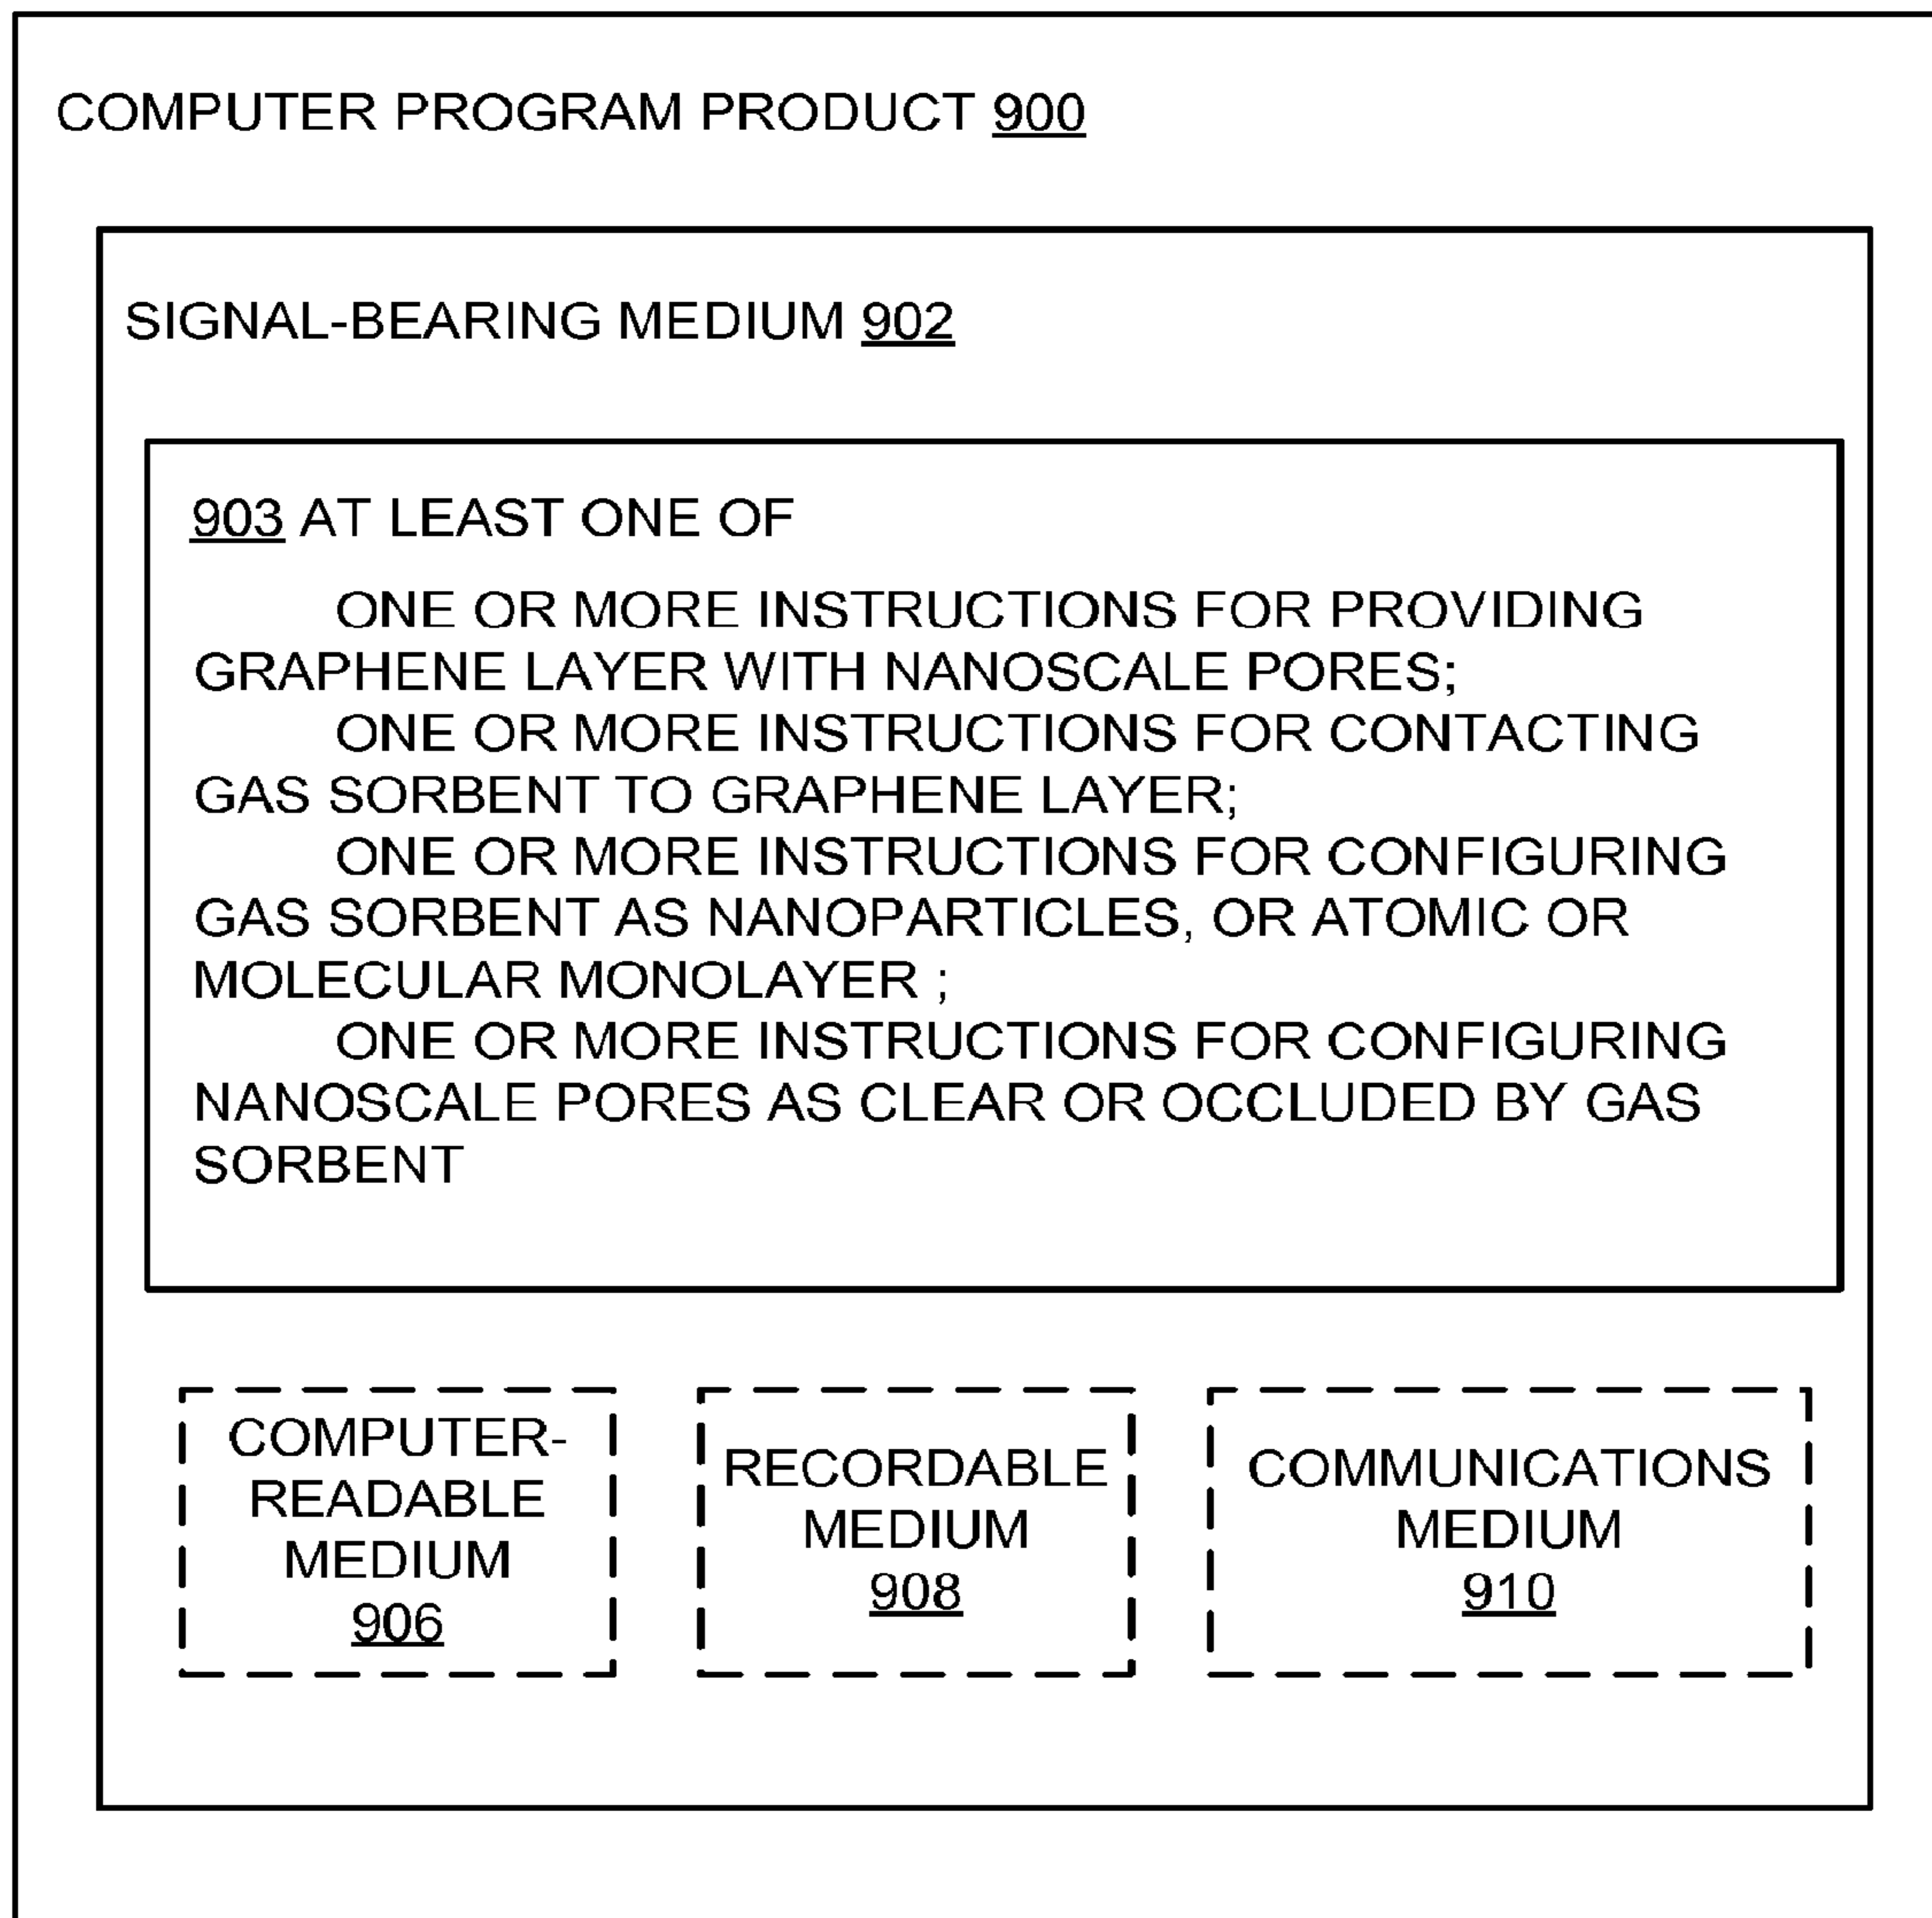 COMPUTER PROGRAM PRODUCT 900
SIGNAL-BEARING MEDIUM 902
903 AT LEAST ONE OF
ONE OR MORE INSTRUCTIONS FOR PROVIDING
GRAPHENE LAYER WITH NANOSCALE PORES;
ONE OR MORE INSTRUCTIONS FOR CONTACTING
GAS SORBENT TO GRAPHENE LAYER;
ONE OR MORE INSTRUCTIONS FOR CONFIGURING
GAS SORBENT AS NANOPARTICLES, OR ATOMIC OR
MOLECULAR MONOLAYER ;
ONE OR MORE INSTRUCTIONS FOR CONFIGURING
NANOSCALE PORES AS CLEAR OR OCCLUDED BY GAS
SORBENT
COMPUTER-
READABLE
MEDIUM
906
RECORDABLE
MEDIUM
908
COMMUNICATIONS
MEDIUM
910